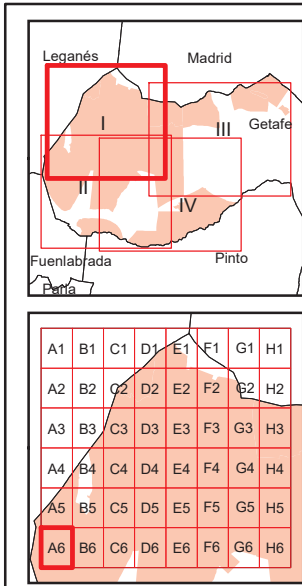 Leganés Madrid
I
III
Getafe
II
IV
Fuenlabrada Pinto
Parla
A1 B1 C1 D1 E1 F1 G1 H1
A2 B2 C2 D2 E2 F2 G2 H2
A3 B3 C3 D3 E3 F3 G3 H3
A4 B4 C4 D4 E4 F4 G4 H4
A5 B5 C5 D5 E5 F5 G5 H5
A6 B6 C6 D6 E6 F6 G6 H6